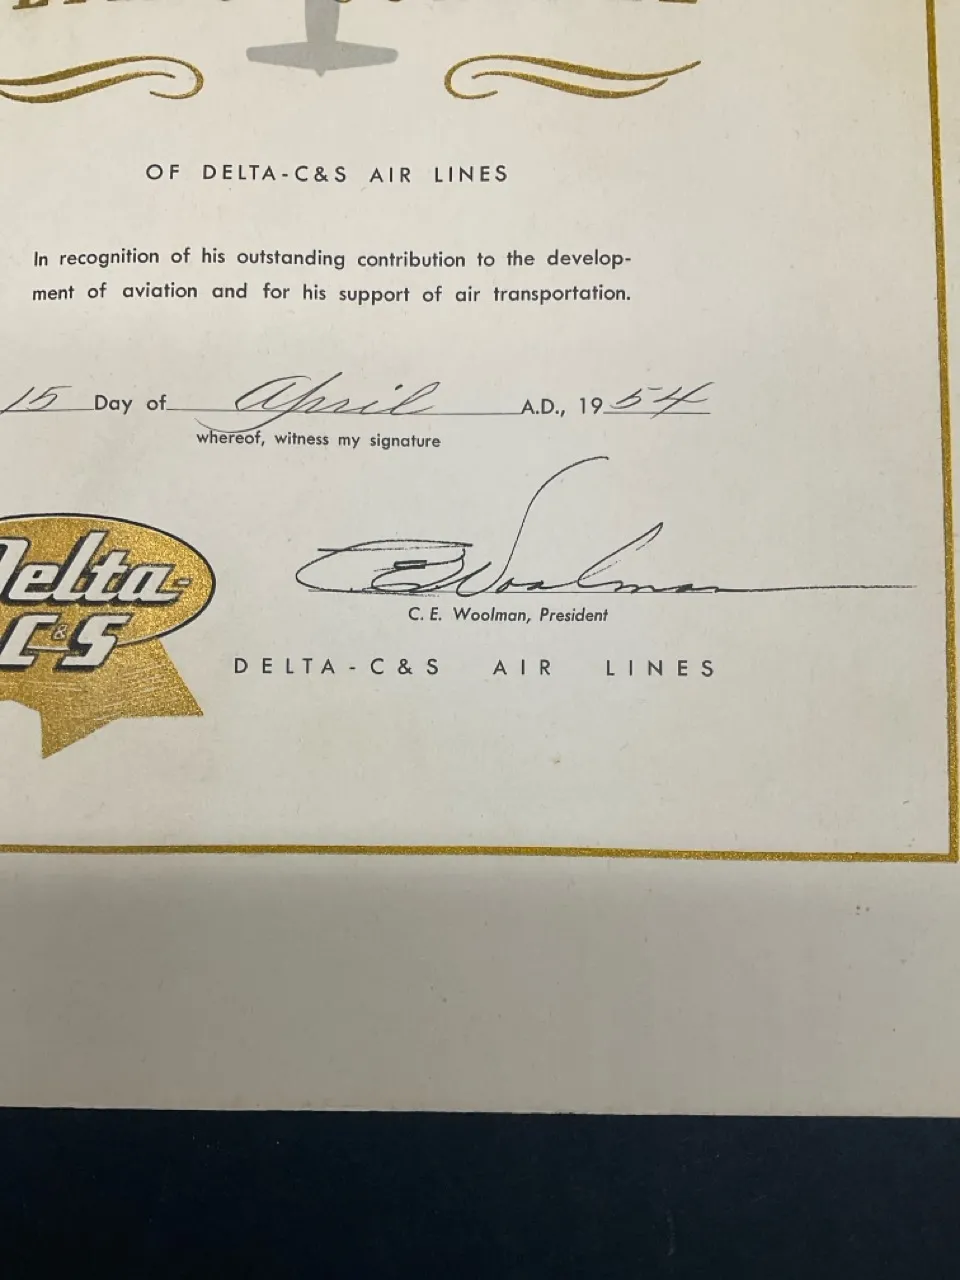 OF DELTA-C&S AIR LINES
In recognition of his outstanding contribution to the develop-
ment of aviation and for his support of air transportation.
15 Day of April A.D., 1954
whereof, witness my signature
C E Woolman
C. E. Woolman, President
Delta-
C&S
DELTA-C&S AIR LINES